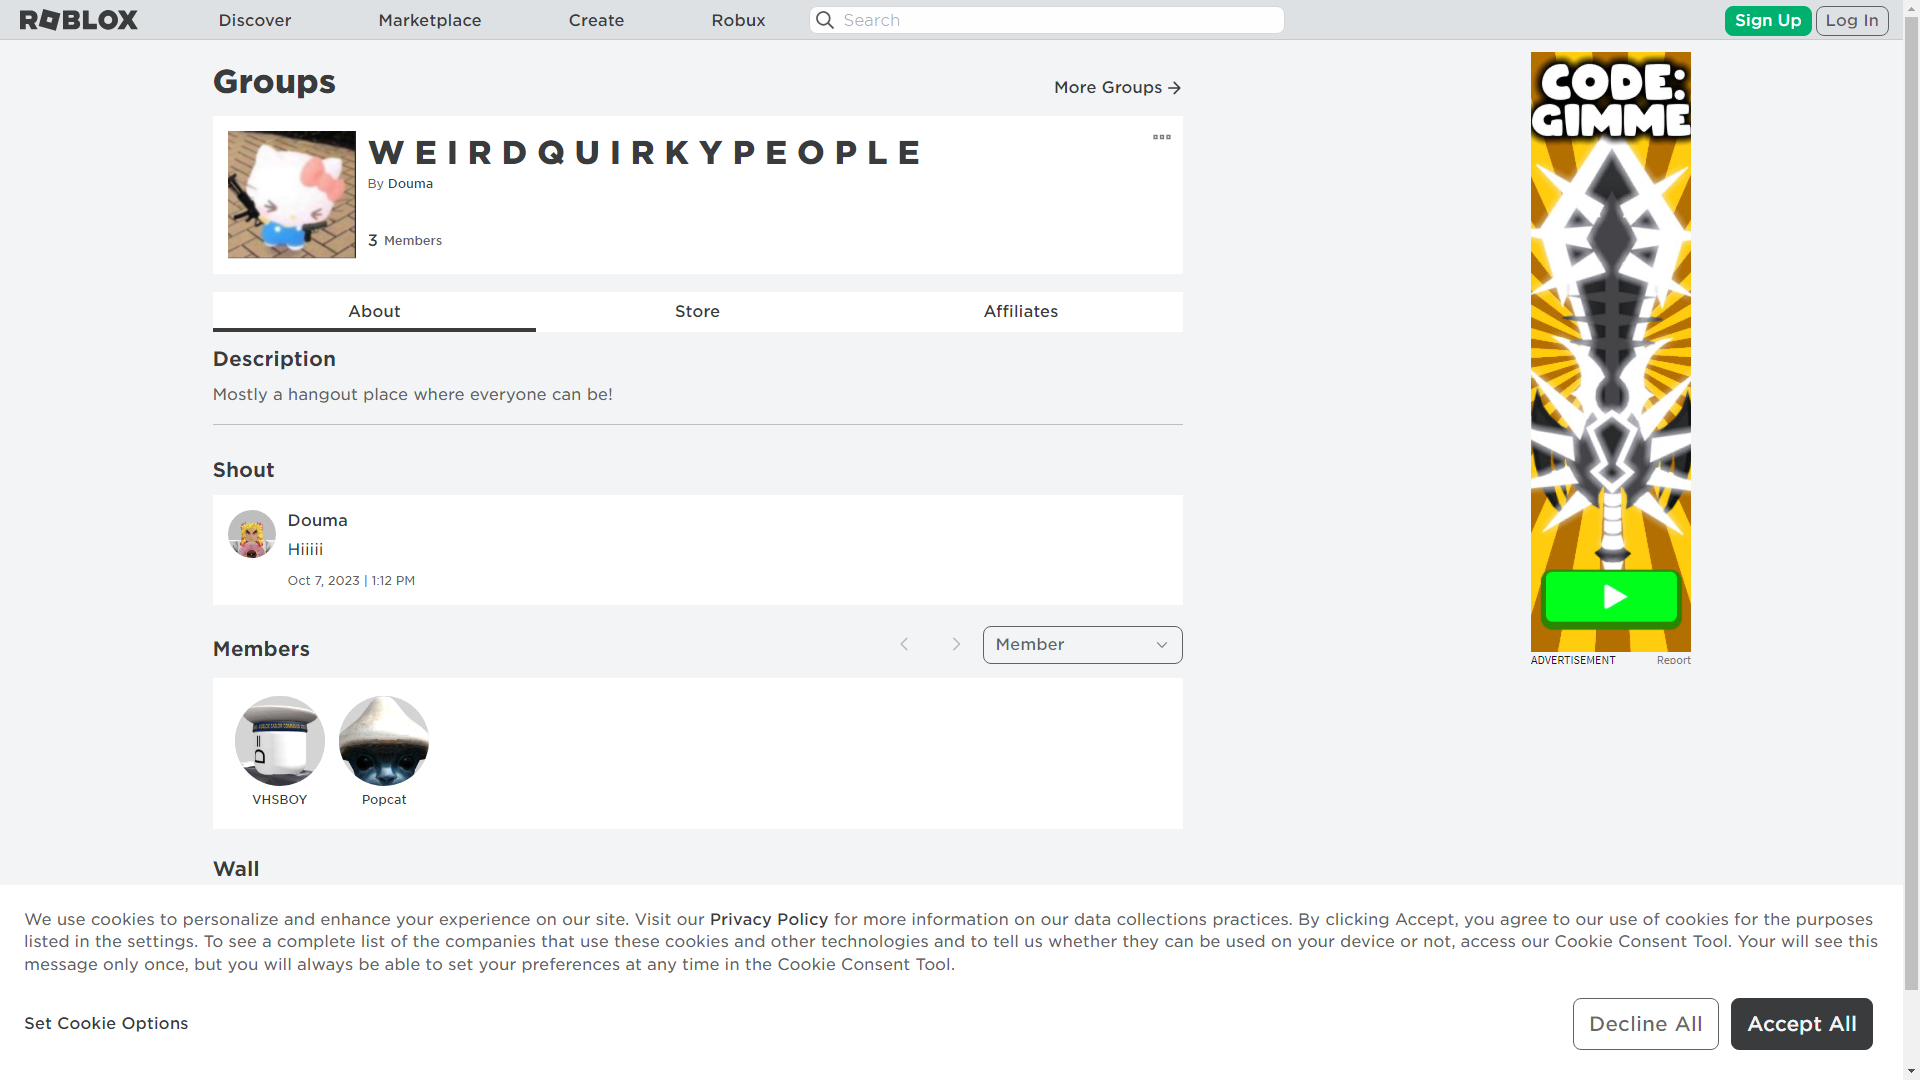 ROBLOX
Discover
Marketplace
Create
Robux
Search
Sign Up
Log In
Groups
More Groups
W E I R D Q U I R K Y P E O P L E
By Douma
3 Members
About
Store
Affiliates
Description
Mostly a hangout place where everyone can be!
Shout
Douma
Hiiiii
Oct 7, 2023 | 1:12 PM
Members
Member
D=
VHSBOY
Popcat
Wall
CODE:
GIMME
ADVERTISEMENT
Report
We use cookies to personalize and enhance your experience on our site. Visit our Privacy Policy for more information on our data collections practices. By clicking Accept, you agree to our use of cookies for the purposes
listed in the settings. To see a complete list of the companies that use these cookies and other technologies and to tell us whether they can be used on your device or not, access our Cookie Consent Tool. Your will see this
message only once, but you will always be able to set your preferences at any time in the Cookie Consent Tool.
Set Cookie Options
Decline All
Accept All